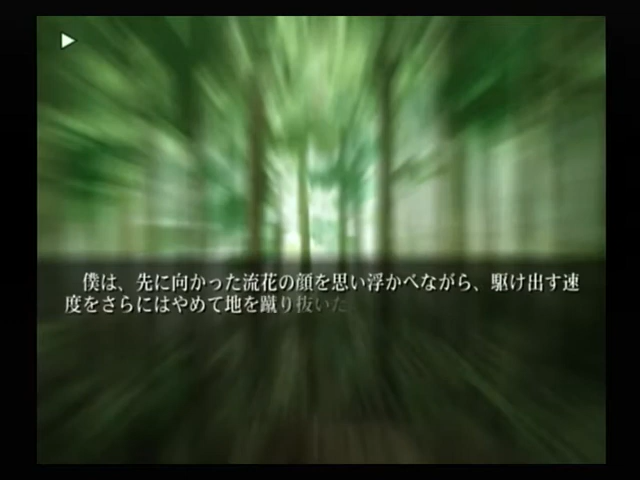 僕は、先に向かった流花の顔を思い浮かべながら、駆け出す速
度をさらにはやめて地を蹴り抜いた